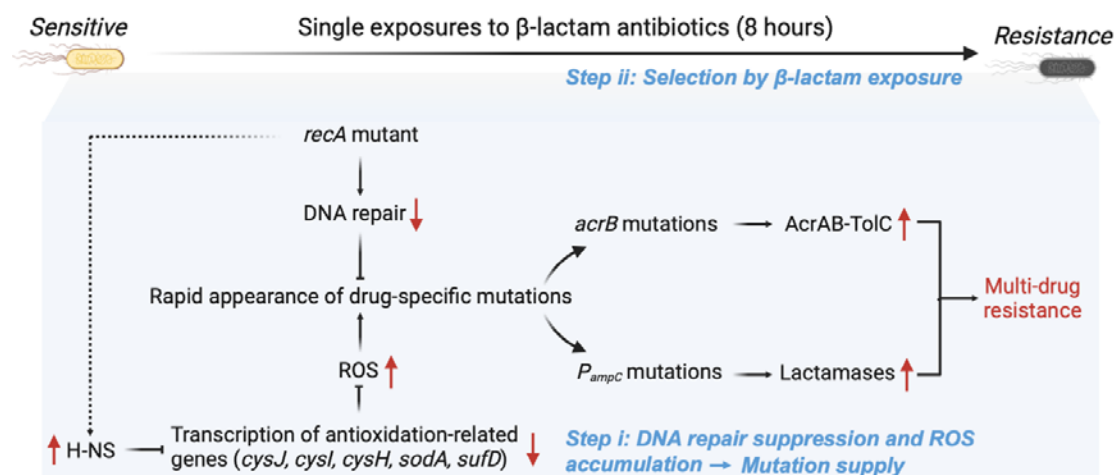 Sensitive
Single exposures to β-lactam antibiotics (8 hours)
Resistance
Step ii: Selection by β-lactam exposure
recA mutant
DNA repair
acrB mutations
AcrAB-TolC
Rapid appearance of drug-specific mutations
Multi-drug
resistance
ROS
PampC mutations
Lactamases
H-NS
Transcription of antioxidation-related
genes (cysJ, cysI, cysH, sodA, sufD)
Step i: DNA repair suppression and ROS
accumulation → Mutation supply